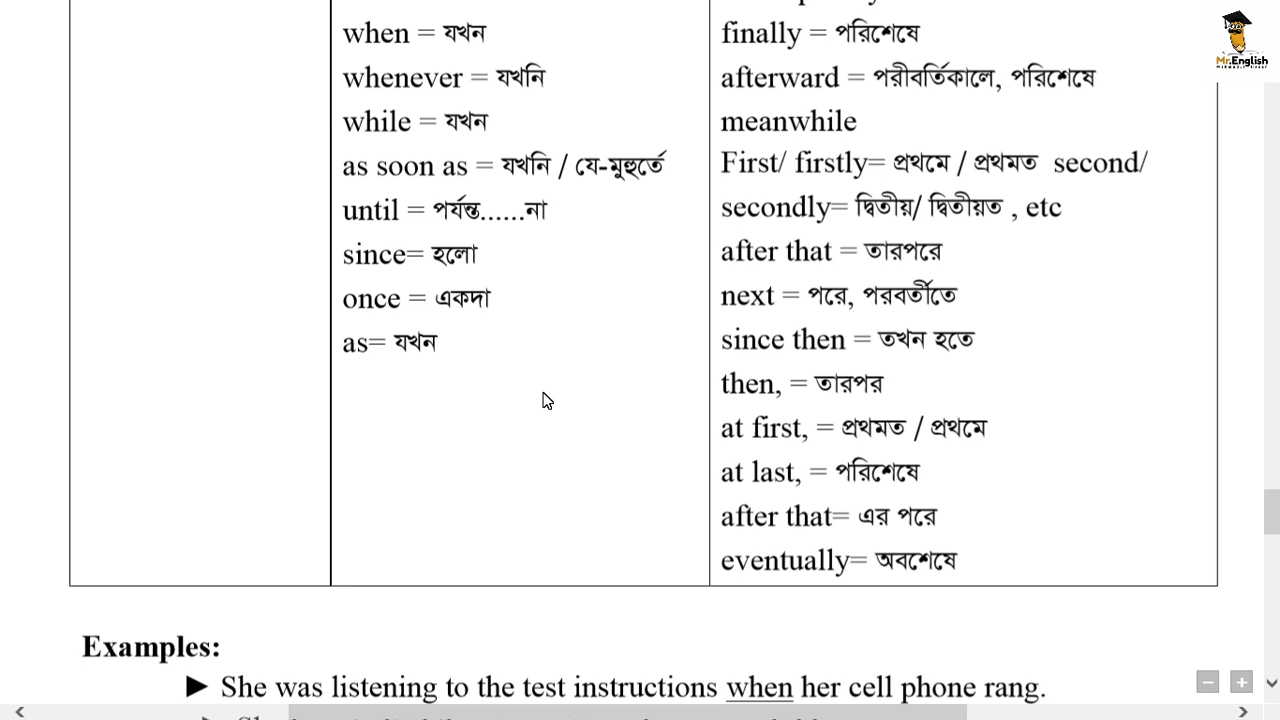 when = যখন
whenever = যখনি
while = যখন
as soon as = যখনি / যে-মুহুর্তে
until = পর্যন্ত......না
since= হলো
once = একদা
as= যখন
finally = পরিশেষে
afterward = পরীবর্তিকালে, পরিশেষে
meanwhile
First/ firstly= প্রথমে / প্রথমত second/
secondly= দ্বিতীয়/ দ্বিতীয়ত , etc
after that = তারপরে
next = পরে, পরবর্তীতে
since then = তখন হতে
then, = তারপর
at first, = প্রথমত / প্রথমে
at last, = পরিশেষে
after that= এর পরে
eventually= অবশেষে
Mr.English
Examples:
► She was listening to the test instructions when her cell phone rang.